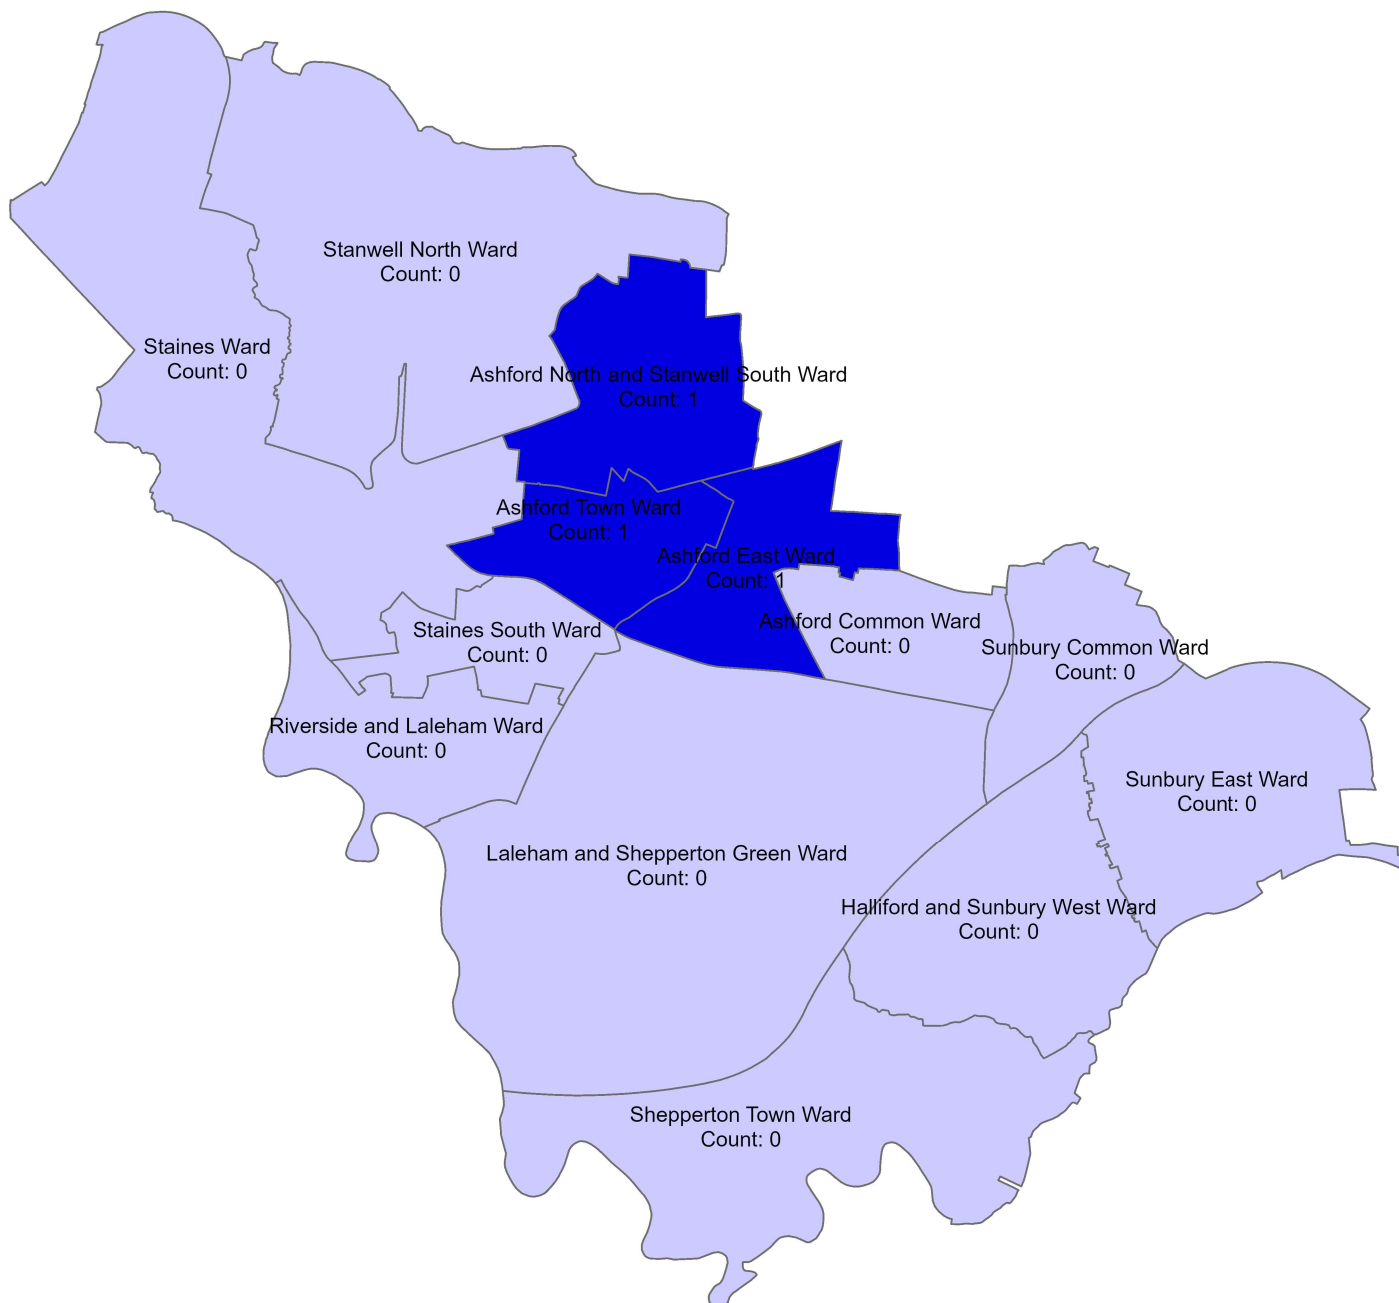 Stanwell North Ward
Count: 0
Staines Ward
Count: 0
Ashford North and Stanwell South Ward
Count: 1
Ashford Town Ward
Count: 1
Ashford East Ward
Count: 1
Ashford Common Ward
Count: 0
Staines South Ward
Count: 0
Sunbury Common Ward
Count: 0
Riverside and Laleham Ward
Count: 0
Sunbury East Ward
Count: 0
Laleham and Shepperton Green Ward
Count: 0
Halliford and Sunbury West Ward
Count: 0
Shepperton Town Ward
Count: 0